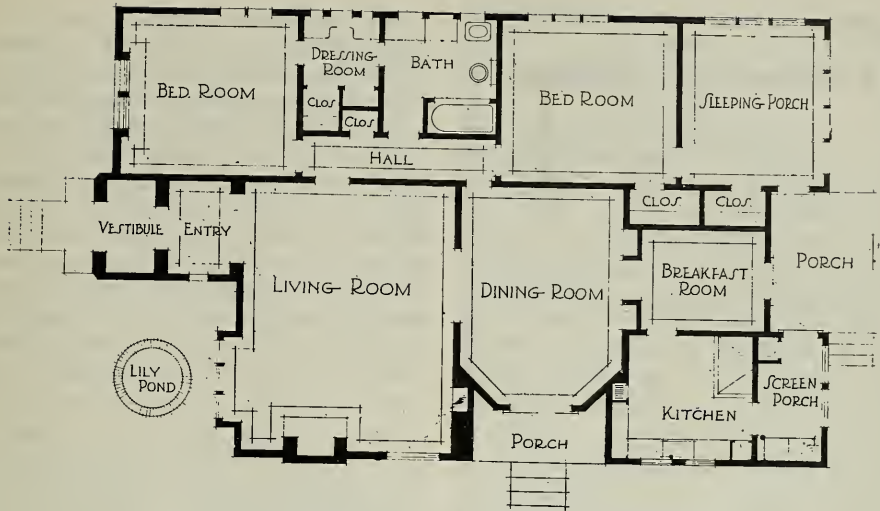 BED ROOM
DRESSING-
ROOM
BATH
BED ROOM
SLEEPING-PORCH
CLOS
CLOS
HALL
CLOS.
CLOS.
VESTIBULE
ENTRY
LIVING-ROOM
DINING-ROOM
BREAKFAST
ROOM
PORCH
LILY
POND
KITCHEN
SCREEN
PORCH
PORCH